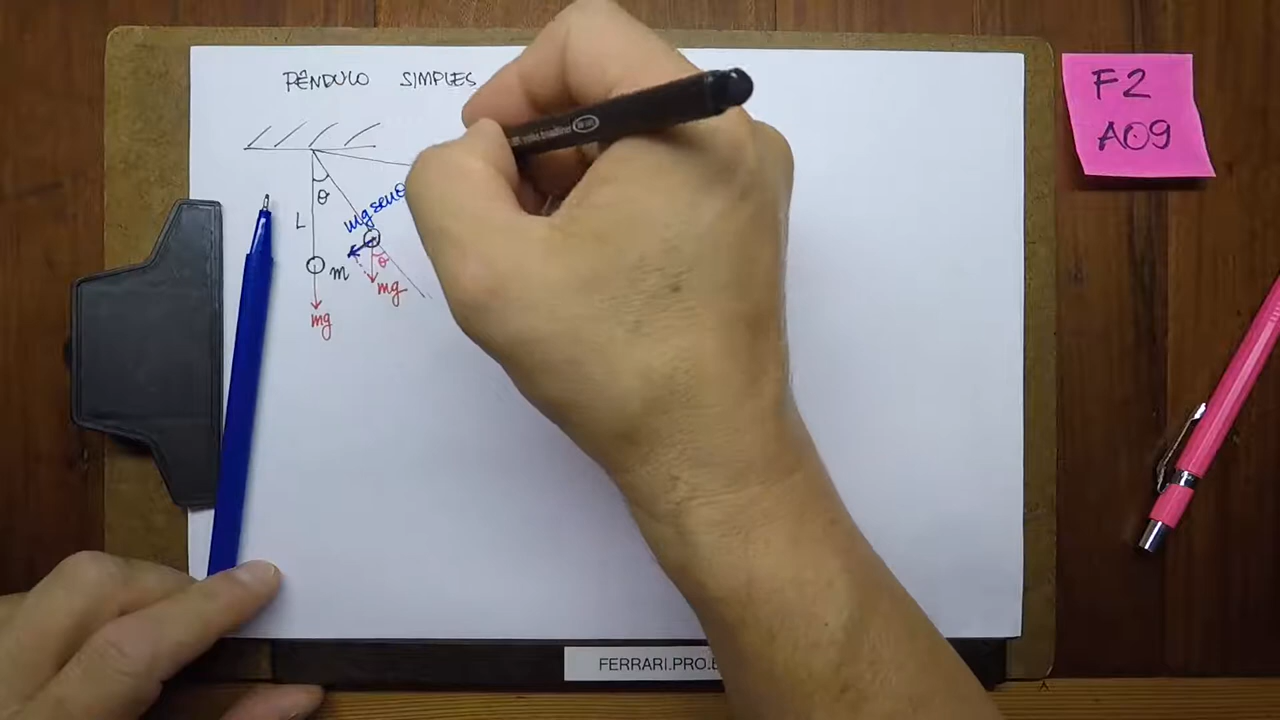 PÊNDULO SIMPLES
θ
L
mg senθ
m
θ
mg
mg
F2
A09
FERRARI.PRO.B